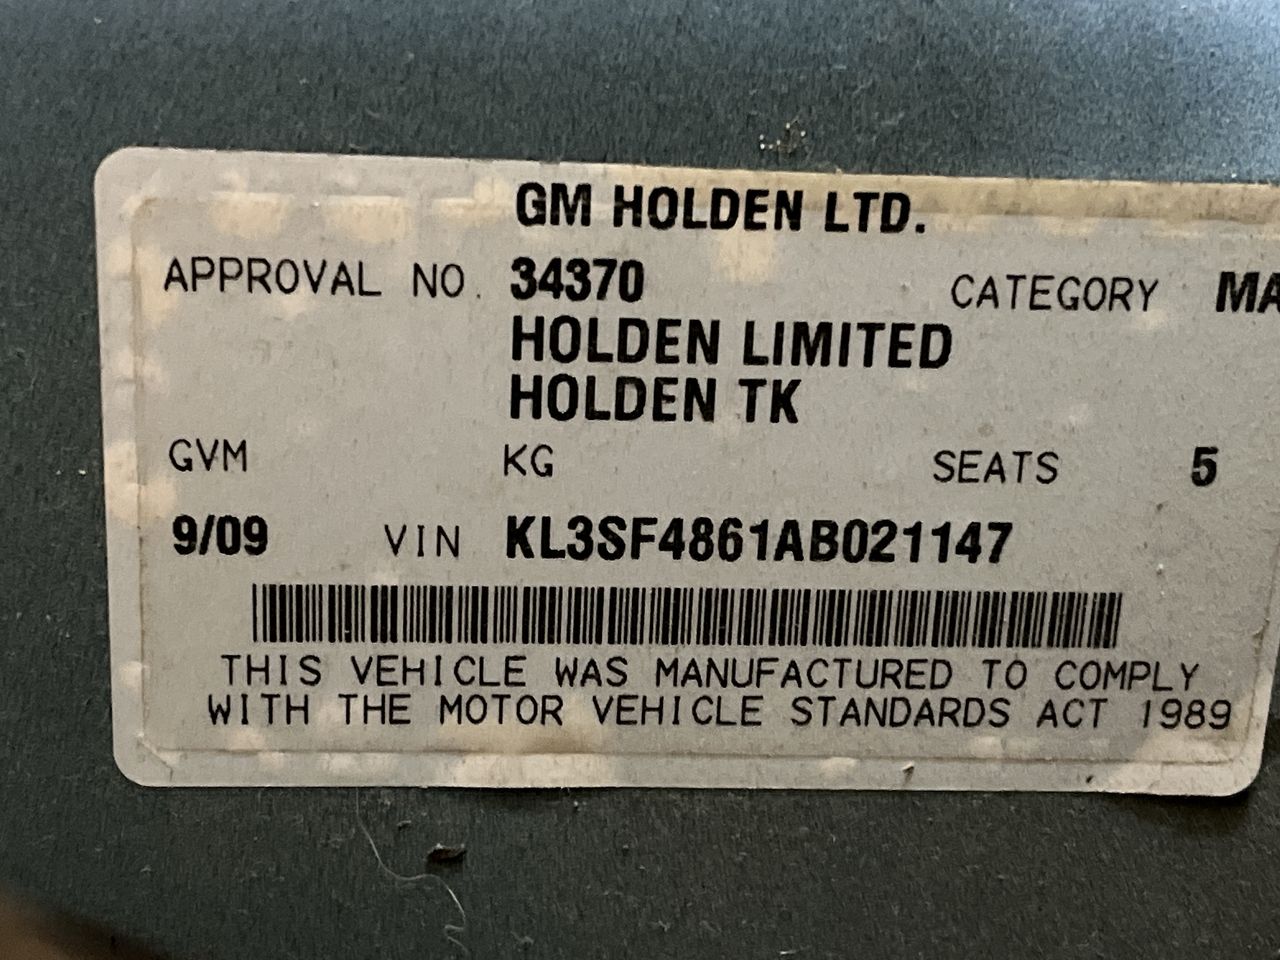 GM HOLDEN LTD.
APPROVAL NO. 34370 CATEGORY MA
HOLDEN LIMITED
HOLDEN TK
GVM KG SEATS 5
9/09 VIN KL3SF4861AB021147
THIS VEHICLE WAS MANUFACTURED TO COMPLY
WITH THE MOTOR VEHICLE STANDARDS ACT 1989